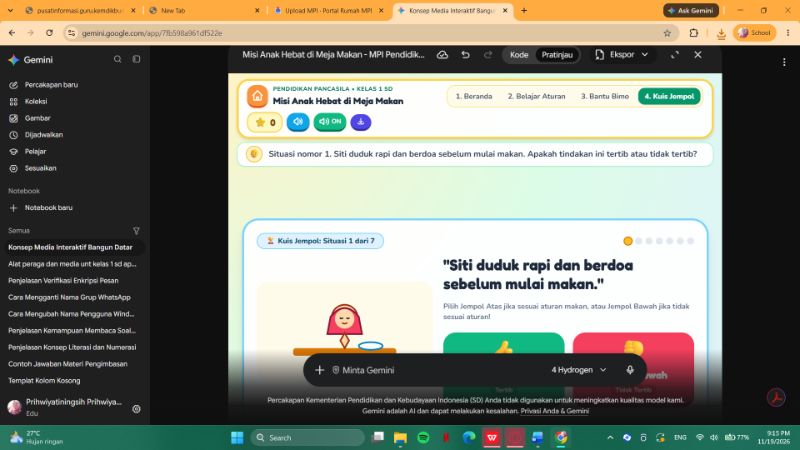 pusatinformasi.guru.kemdikbu
New Tab
Upload MPI - Portal Rumah MPI
Konsep Media Interaktif Bangun
Ask Gemini
gemini.google.com/app/7fb598a961df522e
School
Gemini
Percakapan baru
Koleksi
Gambar
Dijadwalkan
Pelajar
Sesuaikan
Notebook
Notebook baru
Semua
Konsep Media Interaktif Bangun Datar
Alat peraga dan media unt kelas 1 sd ap...
Penjelasan Verifikasi Enkripsi Pesan
Cara Mengganti Nama Grup WhatsApp
Cara Mengubah Nama Pengguna Wind...
Penjelasan Kemampuan Membaca Soal...
Penjelasan Konsep Literasi dan Numerasi
Contoh Jawaban Materi Pengimbasan
Templat Kolom Kosong
Prihwiyatiningsih Prihwiya...
Edu
Misi Anak Hebat di Meja Makan - MPI Pendidik...
Kode
Pratinjau
Ekspor
PENDIDIKAN PANCASILA • KELAS 1 SD
Misi Anak Hebat di Meja Makan
1. Beranda
2. Belajar Aturan
3. Bantu Bimo
4. Kuis Jempol
0
ON
Situasi nomor 1. Siti duduk rapi dan berdoa sebelum mulai makan. Apakah tindakan ini tertib atau tidak tertib?
Kuis Jempol: Situasi 1 dari 7
"Siti duduk rapi dan berdoa
sebelum mulai makan."
Pilih Jempol Atas jika sesuai aturan makan, atau Jempol Bawah jika tidak
sesuai aturan!
Tertib
Tidak Tertib
Minta Gemini
4 Hydrogen
Percakapan Kementerian Pendidikan dan Kebudayaan Indonesia (SD) Anda tidak digunakan untuk meningkatkan kualitas model kami.
Gemini adalah AI dan dapat melakukan kesalahan. Privasi Anda & Gemini
27°C
Hujan ringan
Search
ENG
77%
9:15 PM
11/19/2026